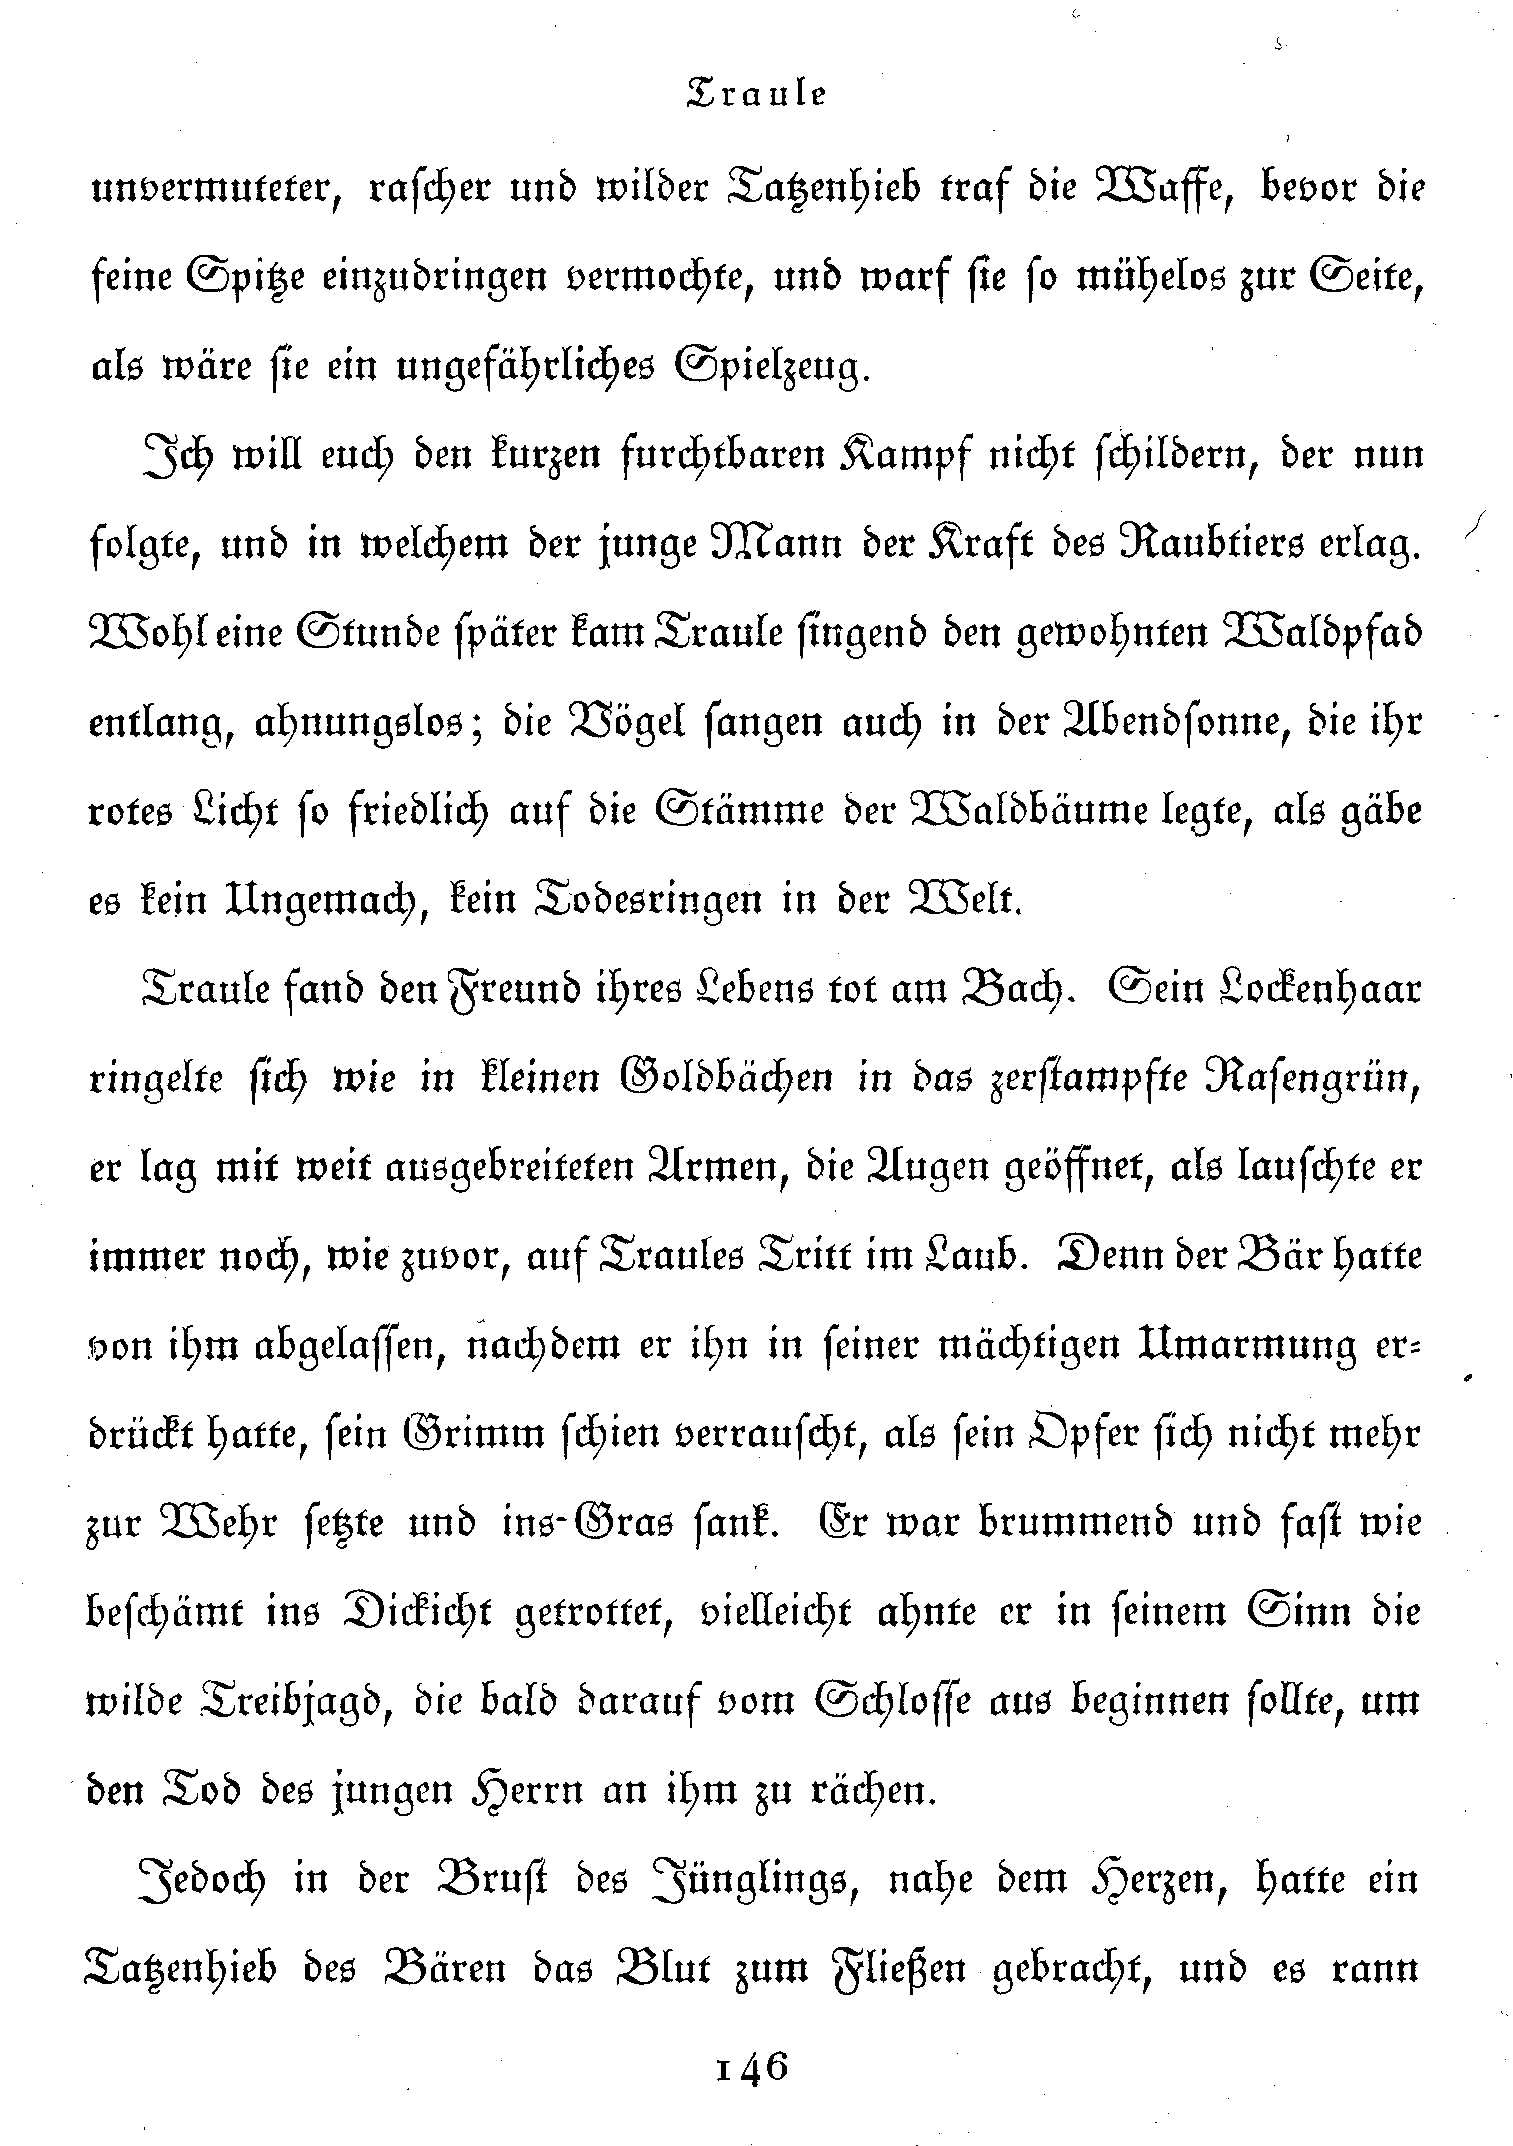 Traule
unvermuteter, rascher und wilder Tatzenhieb traf die Waffe, bevor die
feine Spitze einzudringen vermochte, und warf sie so mühelos zur Seite,
als wäre sie ein ungefährliches Spielzeug.
Ich will euch den kurzen furchtbaren Kampf nicht schildern, der nun
folgte, und in welchem der junge Mann der Kraft des Raubtiers erlag.
Wohl eine Stunde später kam Traule singend den gewohnten Waldpfad
entlang, ahnungslos; die Vögel sangen auch in der Abendsonne, die ihr
rotes Licht so friedlich auf die Stämme der Waldbäume legte, als gäbe
es kein Ungemach, kein Todesringen in der Welt.
Traule fand den Freund ihres Lebens tot am Bach. Sein Lockenhaar
ringelte sich wie in kleinen Goldbächen in das zerstampfte Rasengrün,
er lag mit weit ausgebreiteten Armen, die Augen geöffnet, als lauschte er
immer noch, wie zuvor, auf Traules Tritt im Laub. Denn der Bär hatte
von ihm abgelassen, nachdem er ihn in seiner mächtigen Umarmung er-
drückt hatte, sein Grimm schien verrauscht, als sein Opfer sich nicht mehr
zur Wehr setzte und ins-Gras sank. Er war brummend und fast wie
beschämt ins Dickicht getrottet, vielleicht ahnte er in seinem Sinn die
wilde Treibjagd, die bald darauf vom Schlosse aus beginnen sollte, um
den Tod des jungen Herrn an ihm zu rächen.
Jedoch in der Brust des Jünglings, nahe dem Herzen, hatte ein
Tatzenhieb des Bären das Blut zum Fließen gebracht, und es rann
146